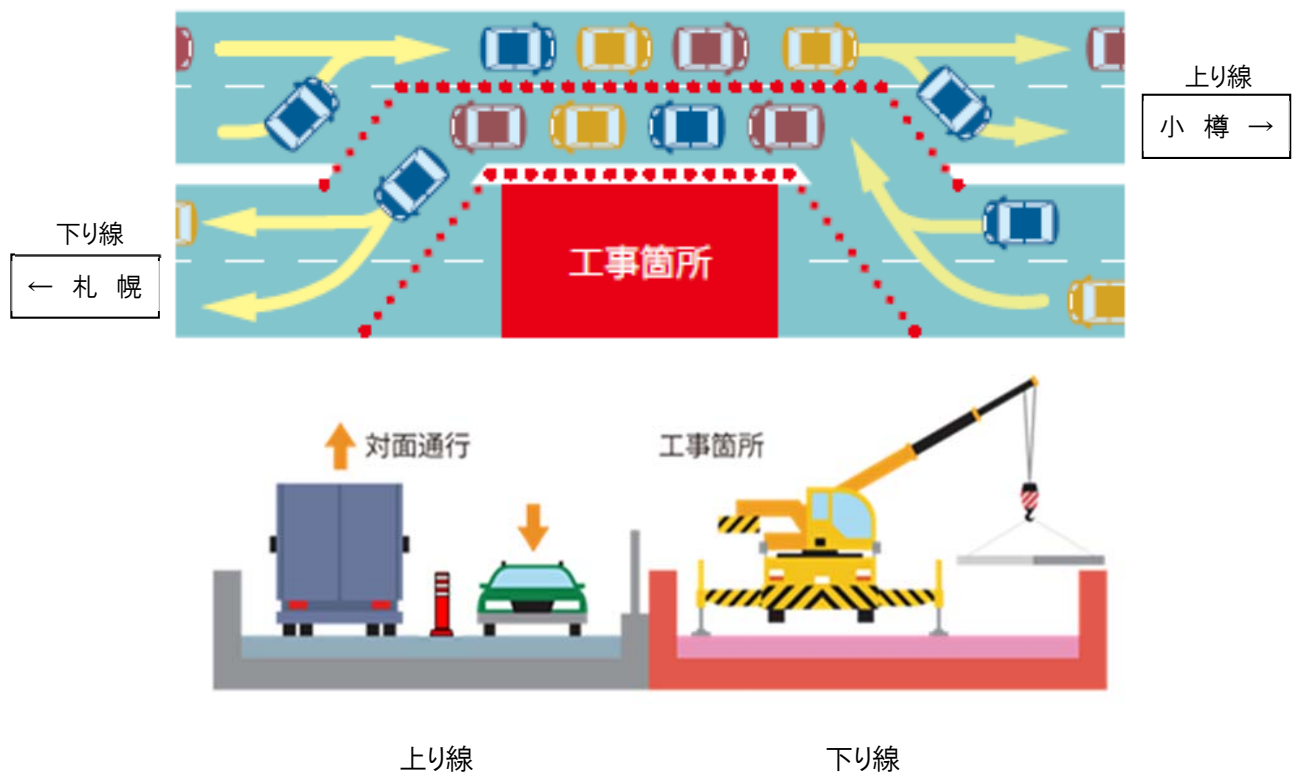 上り線
小 樽 →
下り線
← 札 幌
工事箇所
対面通行
工事箇所
上り線
下り線